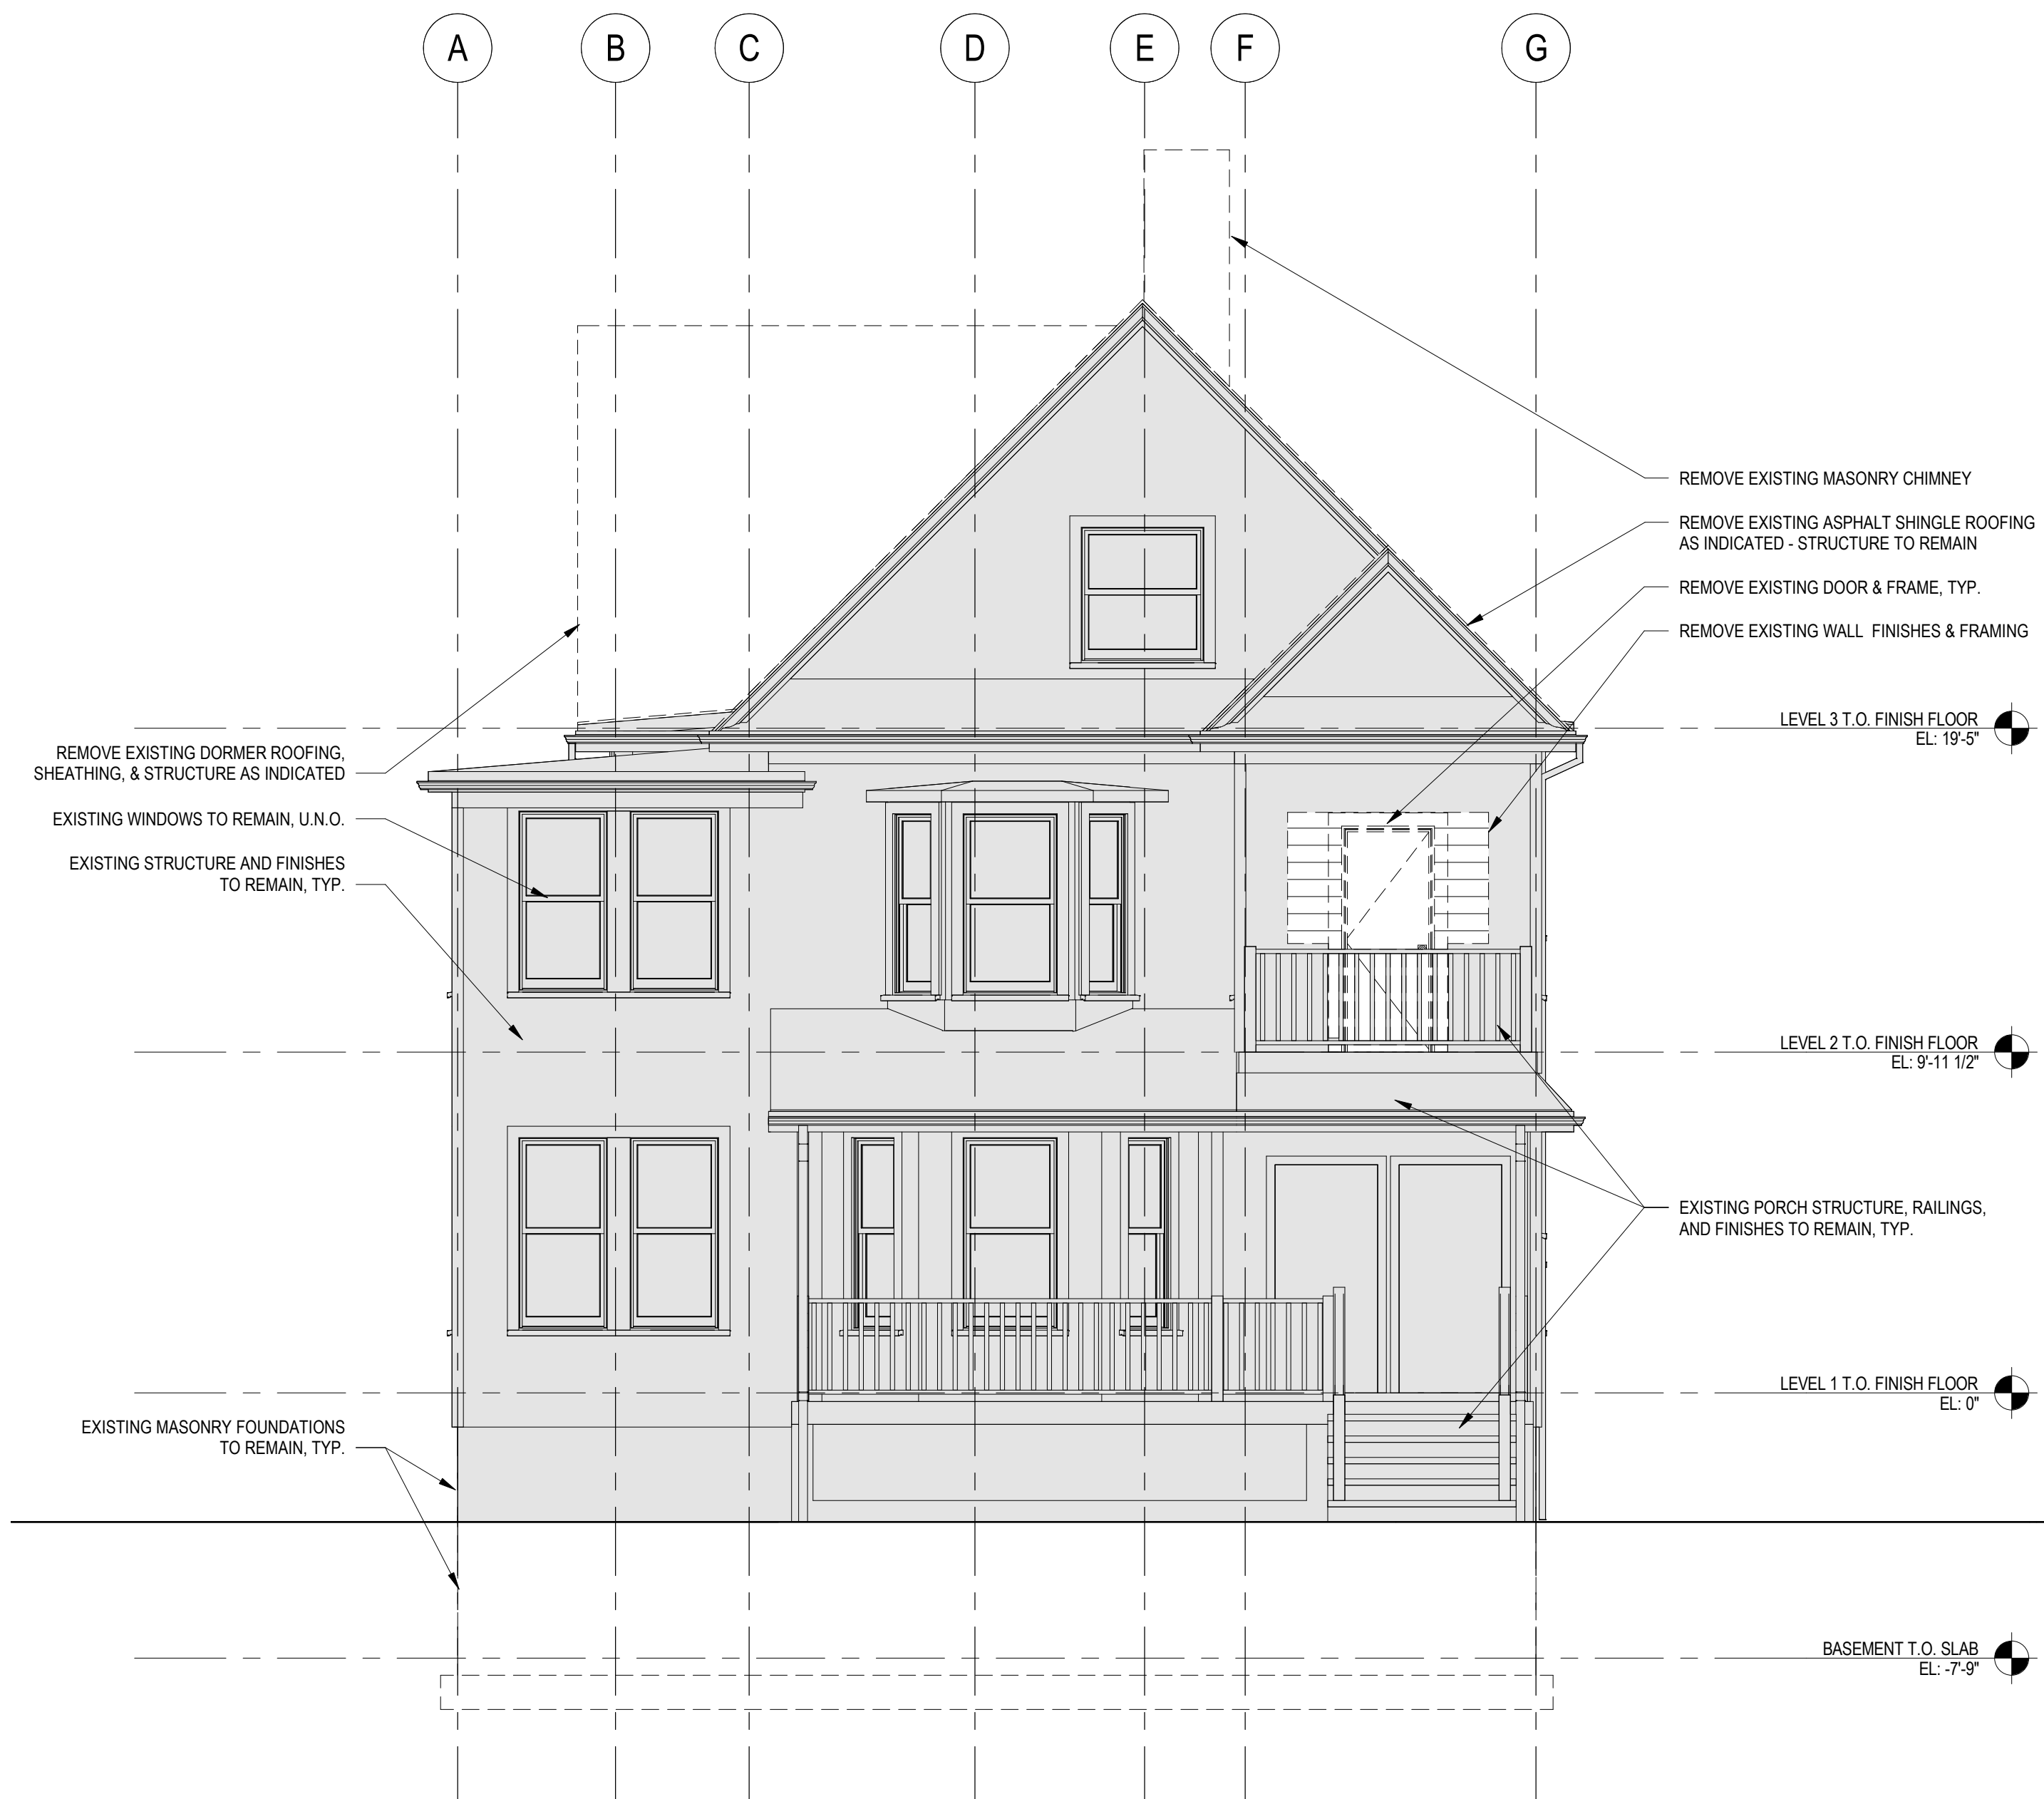 A
B
C
D
E
F
G
REMOVE EXISTING MASONRY CHIMNEY
REMOVE EXISTING ASPHALT SHINGLE ROOFING
AS INDICATED - STRUCTURE TO REMAIN
REMOVE EXISTING DOOR & FRAME, TYP.
REMOVE EXISTING WALL FINISHES & FRAMING
LEVEL 3 T.O. FINISH FLOOR
EL: 19'-5"
REMOVE EXISTING DORMER ROOFING,
SHEATHING, & STRUCTURE AS INDICATED
EXISTING WINDOWS TO REMAIN, U.N.O.
EXISTING STRUCTURE AND FINISHES
TO REMAIN, TYP.
LEVEL 2 T.O. FINISH FLOOR
EL: 9'-11 1/2"
EXISTING PORCH STRUCTURE, RAILINGS,
AND FINISHES TO REMAIN, TYP.
LEVEL 1 T.O. FINISH FLOOR
EL: 0"
EXISTING MASONRY FOUNDATIONS
TO REMAIN, TYP.
BASEMENT T.O. SLAB
EL: -7'-9"